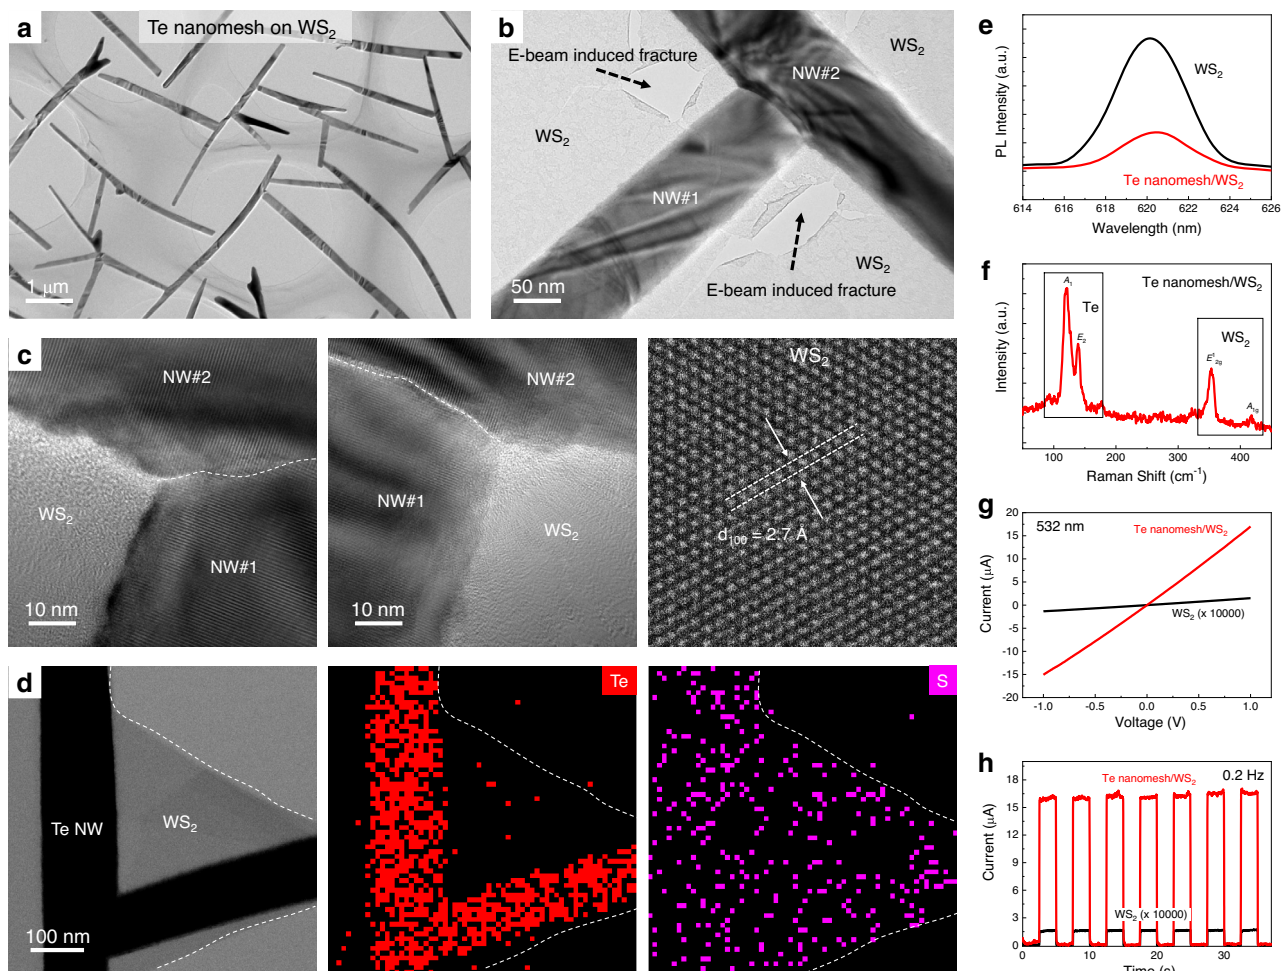 a
Te nanomesh on WS2
1 μm
b
E-beam induced fracture
WS2
NW#2
WS2
NW#1
WS2
E-beam induced fracture
50 nm
c
NW#2
WS2
NW#1
10 nm
NW#2
NW#1
WS2
10 nm
WS2
d100 = 2.7 Å
d
Te NW
WS2
100 nm
Te
S
e
PL Intensity (a.u.)
WS2
Te nanomesh/WS2
614 616 618 620 622 624 626
Wavelength (nm)
f
Intensity (a.u.)
Te nanomesh/WS2
A1
Te
E2
WS2
E12g
A1g
100 200 300 400
Raman Shift (cm-1)
g
Current (μA)
532 nm
Te nanomesh/WS2
WS2 (x 10000)
20
15
10
5
0
-5
-10
-15
-20
-1.0 -0.5 0.0 0.5 1.0
Voltage (V)
h
Current (μA)
Te nanomesh/WS2
0.2 Hz
WS2 (x 10000)
18
15
12
9
6
3
0
0 10 20 30
Time (s)